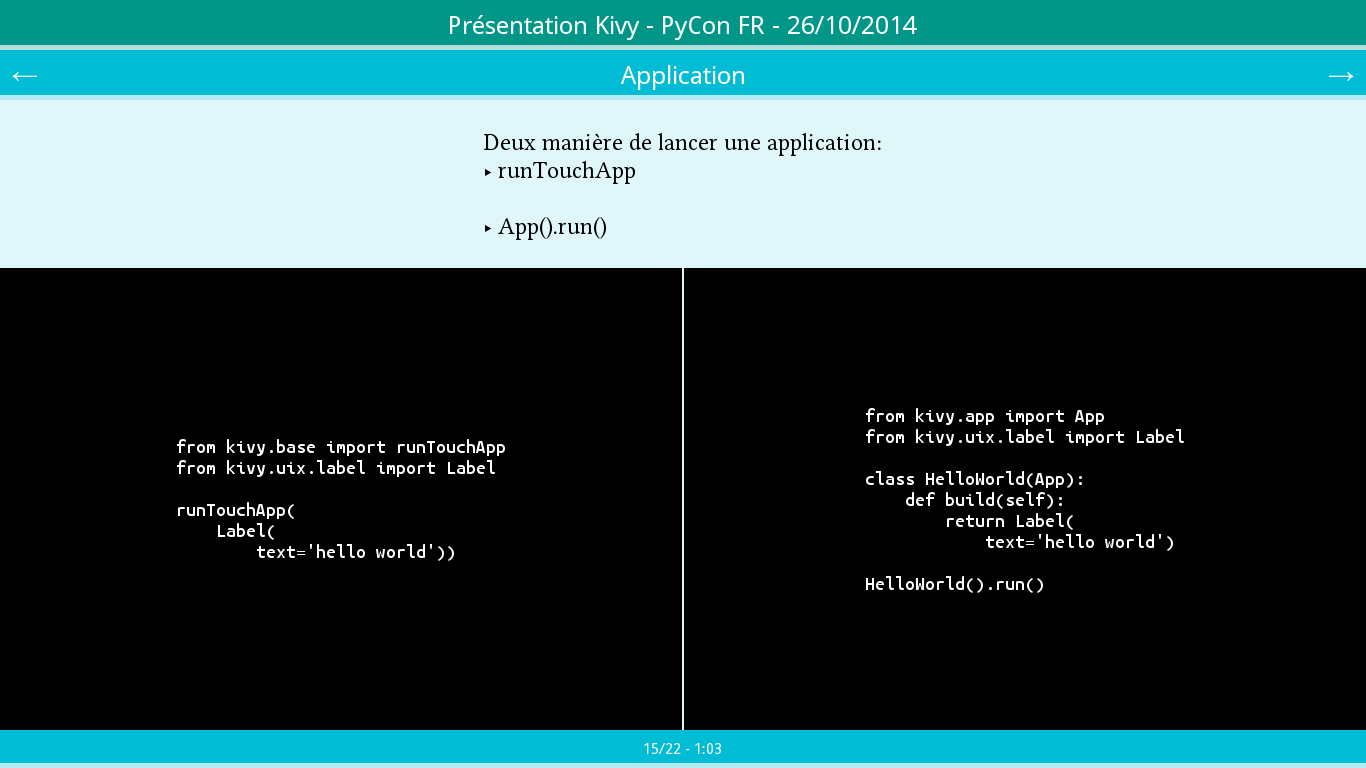 Présentation Kivy - PyCon FR - 26/10/2014
← Application →
Deux manière de lancer une application:
‣ runTouchApp
‣ App().run()
from kivy.base import runTouchApp
from kivy.uix.label import Label
runTouchApp(
    Label(
        text='hello world'))
from kivy.app import App
from kivy.uix.label import Label
class HelloWorld(App):
    def build(self):
        return Label(
            text='hello world')
HelloWorld().run()
15/22 - 1:03